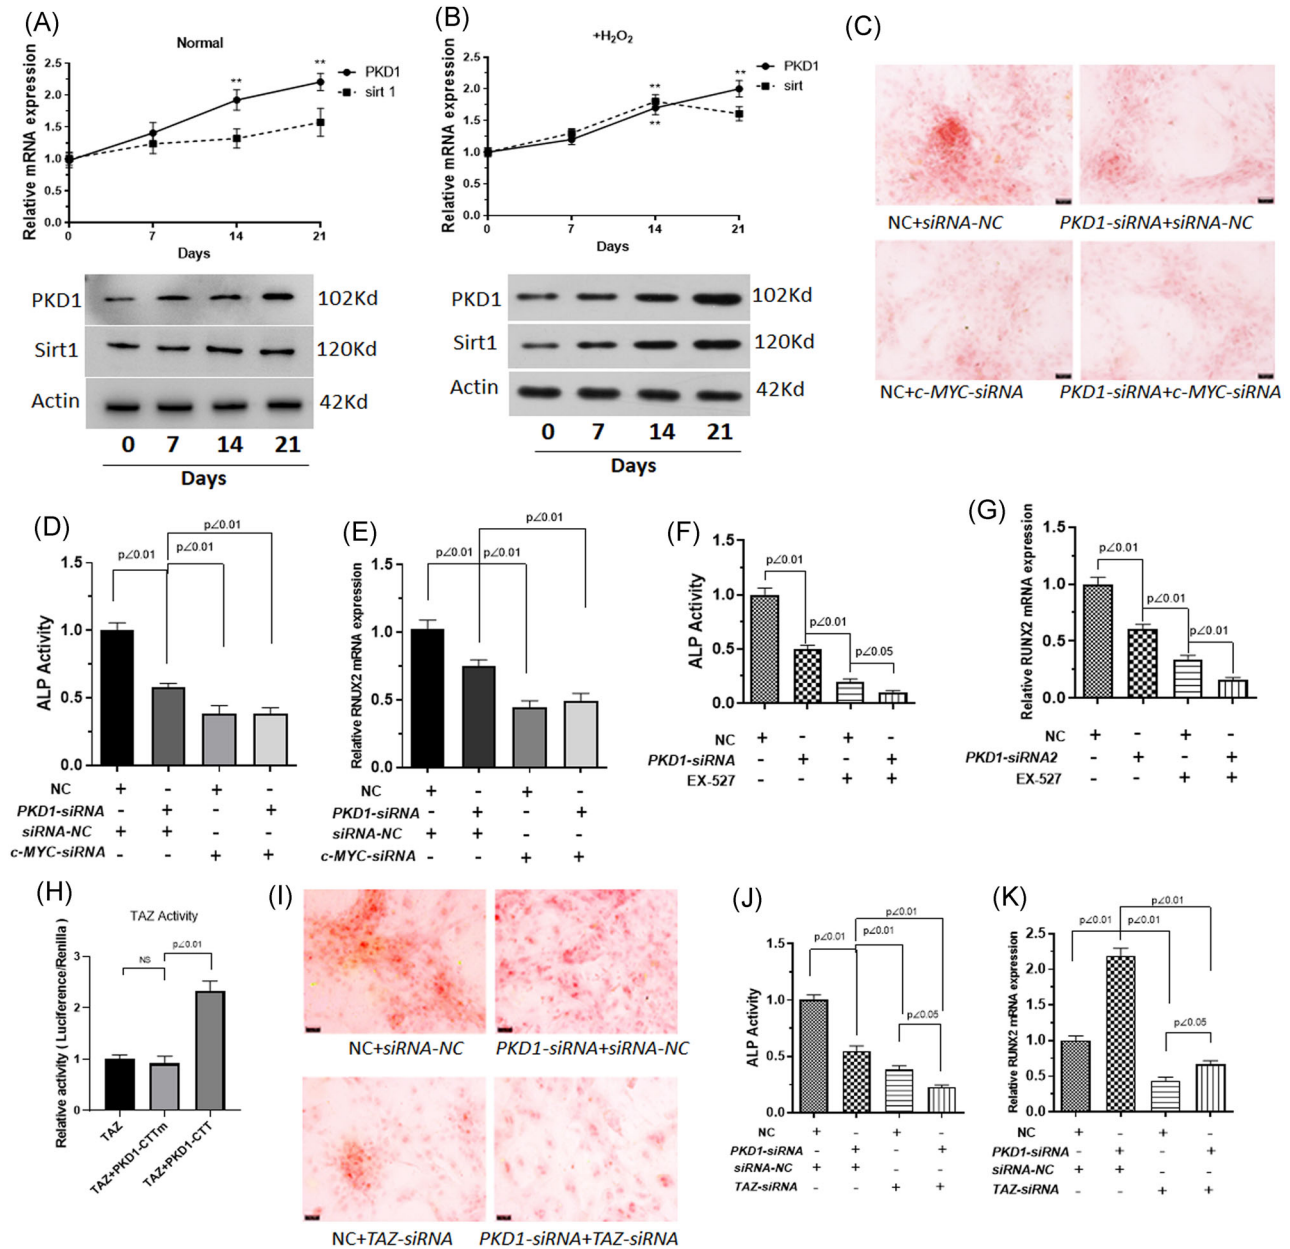 (A)
Normal
Relative mRNA expression
2.5
2.0
1.5
1.0
0.5
0.0
** **
PKD1
sirt 1
0 7 14 21
Days
PKD1 102Kd
Sirt1 120Kd
Actin 42Kd
0 7 14 21
Days
(B)
+H₂O₂
Relative mRNA expression
2.5
2.0
1.5
1.0
0.5
0.0
** **
**
PKD1
sirt
0 7 14 21
Days
PKD1 102Kd
Sirt1 120Kd
Actin 42Kd
0 7 14 21
Days
(C)
NC+siRNA-NC PKD1-siRNA+siRNA-NC
NC+c-MYC-siRNA PKD1-siRNA+c-MYC-siRNA
(D)
p∠0.01
p∠0.01 p∠0.01
ALP Activity
1.5
1.0
0.5
0.0
NC + - + -
PKD1-siRNA - + - +
siRNA-NC + + - -
c-MYC-siRNA - - + +
(E)
p∠0.01
p∠0.01 p∠0.01
Relative RNUX2 mRNA expression
1.5
1.0
0.5
0.0
NC + - + -
PKD1-siRNA - + - +
siRNA-NC + + - -
c-MYC-siRNA - - + +
(F)
ALP Activity
1.5
1.0
0.5
0.0
p∠0.01
p∠0.01
p∠0.05
NC + - + -
PKD1-siRNA - + - +
EX-527 - - + +
(G)
Relative RUNX2 mRNA expression
1.5
1.0
0.5
0.0
p∠0.01
p∠0.01
p∠0.01
NC + - + -
PKD1-siRNA2 - + - +
EX-527 - - + +
(H)
TAZ Activity
Relative activity ( Luciference/Renilla)
3
2
1
0
NS
p∠0.01
TAZ
TAZ+PKD1-CTTm
TAZ+PKD1-CTT
(I)
NC+siRNA-NC PKD1-siRNA+siRNA-NC
NC+TAZ-siRNA PKD1-siRNA+TAZ-siRNA
(J)
p∠0.01
p∠0.01 p∠0.01
p∠0.05
ALP Activity
1.5
1.0
0.5
0.0
NC + - + -
PKD1-siRNA - + - +
siRNA-NC + + - -
TAZ-siRNA - - + +
(K)
p∠0.01
p∠0.01 p∠0.01
p∠0.05
Relative RUNX2 mRNA expression
2.5
2.0
1.5
1.0
0.5
0.0
NC + - + -
PKD1-siRNA - + - +
siRNA-NC + + - -
TAZ-siRNA - - + +